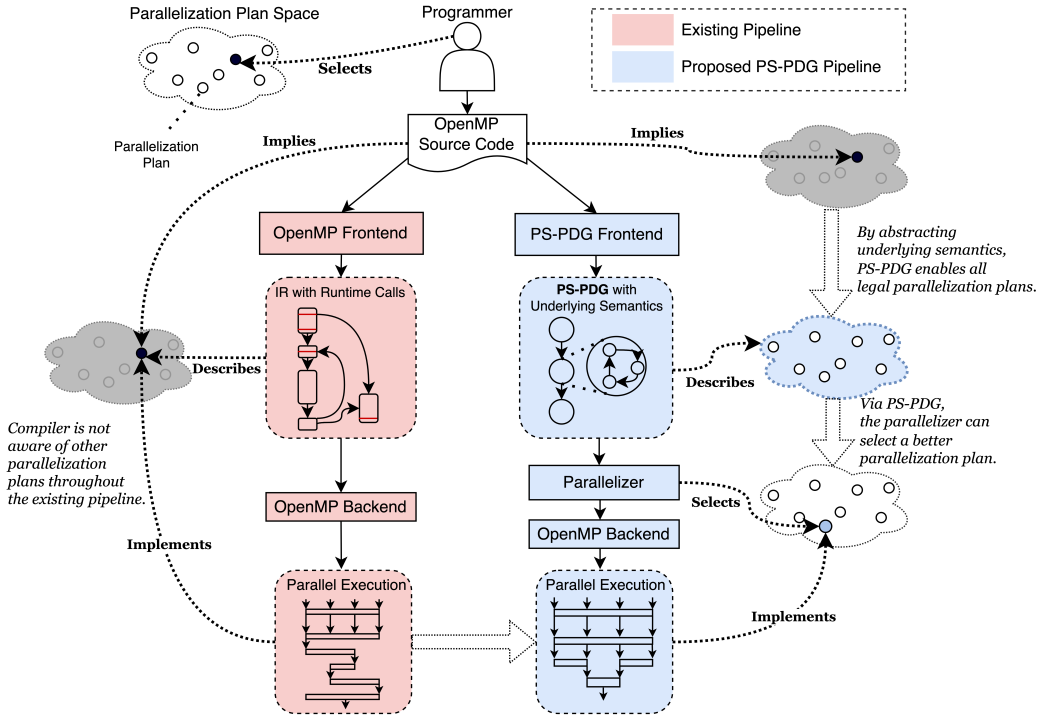 Parallelization Plan Space
Programmer
Existing Pipeline
Proposed PS-PDG Pipeline
Selects
Parallelization
Plan
OpenMP
Source Code
Implies
Implies
OpenMP Frontend
PS-PDG Frontend
By abstracting
underlying semantics,
PS-PDG enables all
legal parallelization plans.
IR with Runtime Calls
PS-PDG with
Underlying Semantics
Describes
Describes
Compiler is not
aware of other
parallelization
plans throughout
the existing pipeline.
Via PS-PDG,
the parallelizer can
select a better
parallelization plan.
Parallelizer
Selects
OpenMP Backend
OpenMP Backend
Implements
Parallel Execution
Parallel Execution
Implements